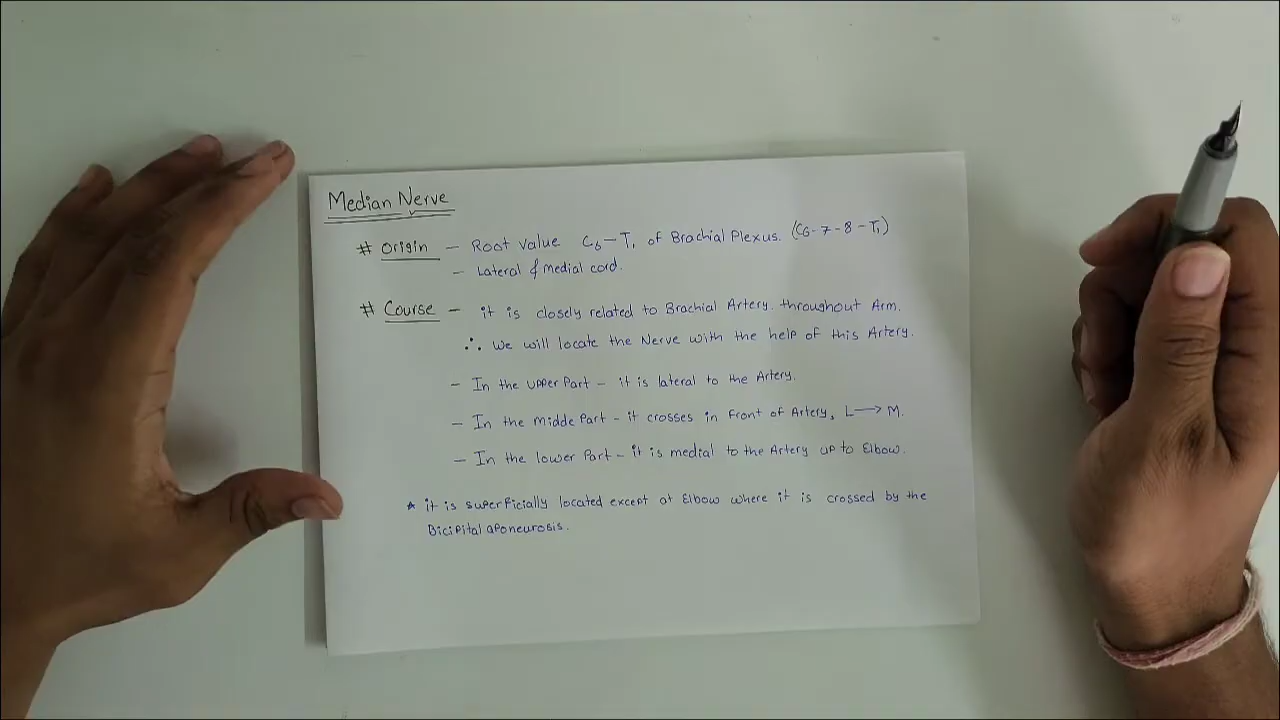 Median Nerve
# Origin – Root value C6 – T1 of Brachial Plexus. (C6-7-8-T1)
– Lateral & medial cord.
# Course – it is closely related to Brachial Artery. throughout Arm.
∴ we will locate the Nerve with the help of this Artery.
– In the upper Part – it is lateral to the Artery.
– In the midde Part – it crosses in Front of Artery, L → M.
– In the lower Part – it is medial to the Artery up to Elbow.
* it is superficially located except at Elbow where it is crossed by the
Bicipital aponeurosis.